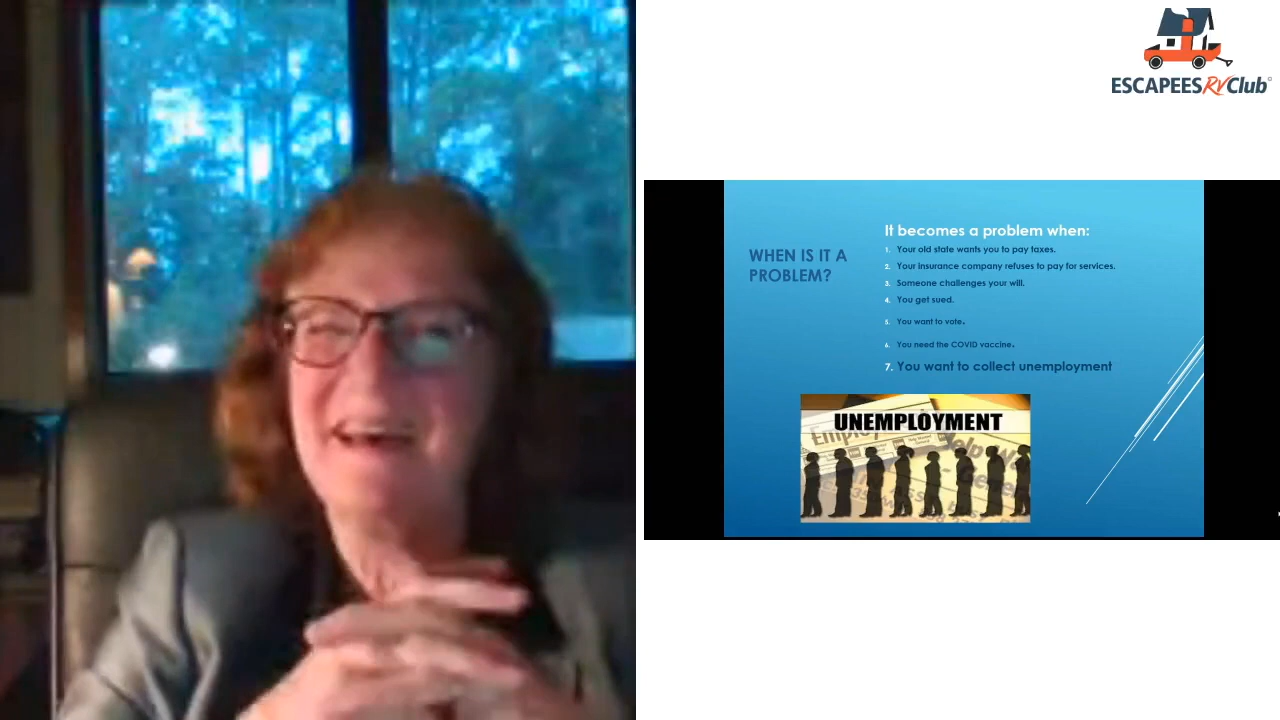 ESCAPEES RV Club
WHEN IS IT A
PROBLEM?
It becomes a problem when:
1. Your old state wants you to pay taxes.
2. Your insurance company refuses to pay for services.
3. Someone challenges your will.
4. You get sued.
5. You want to vote.
6. You need the COVID vaccine.
7. You want to collect unemployment
UNEMPLOYMENT